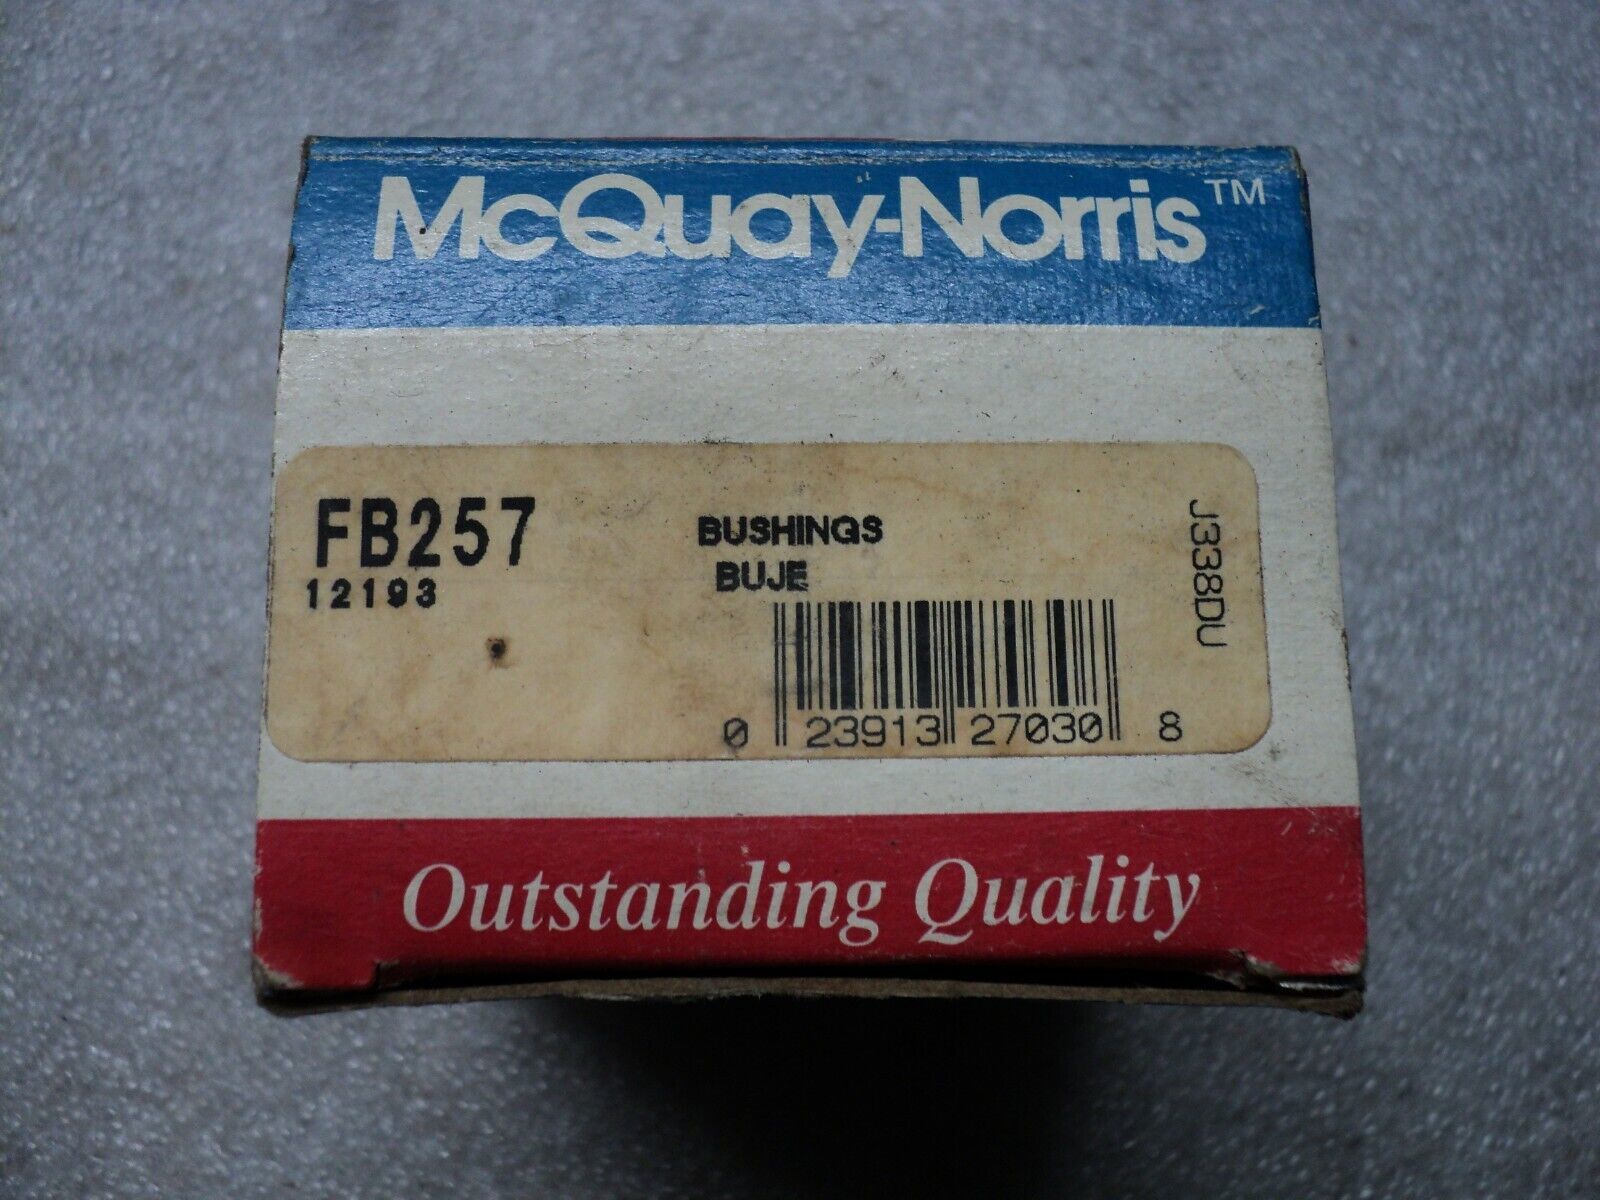 McQuay-Norris™
FB257
12193
BUSHINGS
BUJE
J338DU
0 23913 27030 8
Outstanding Quality